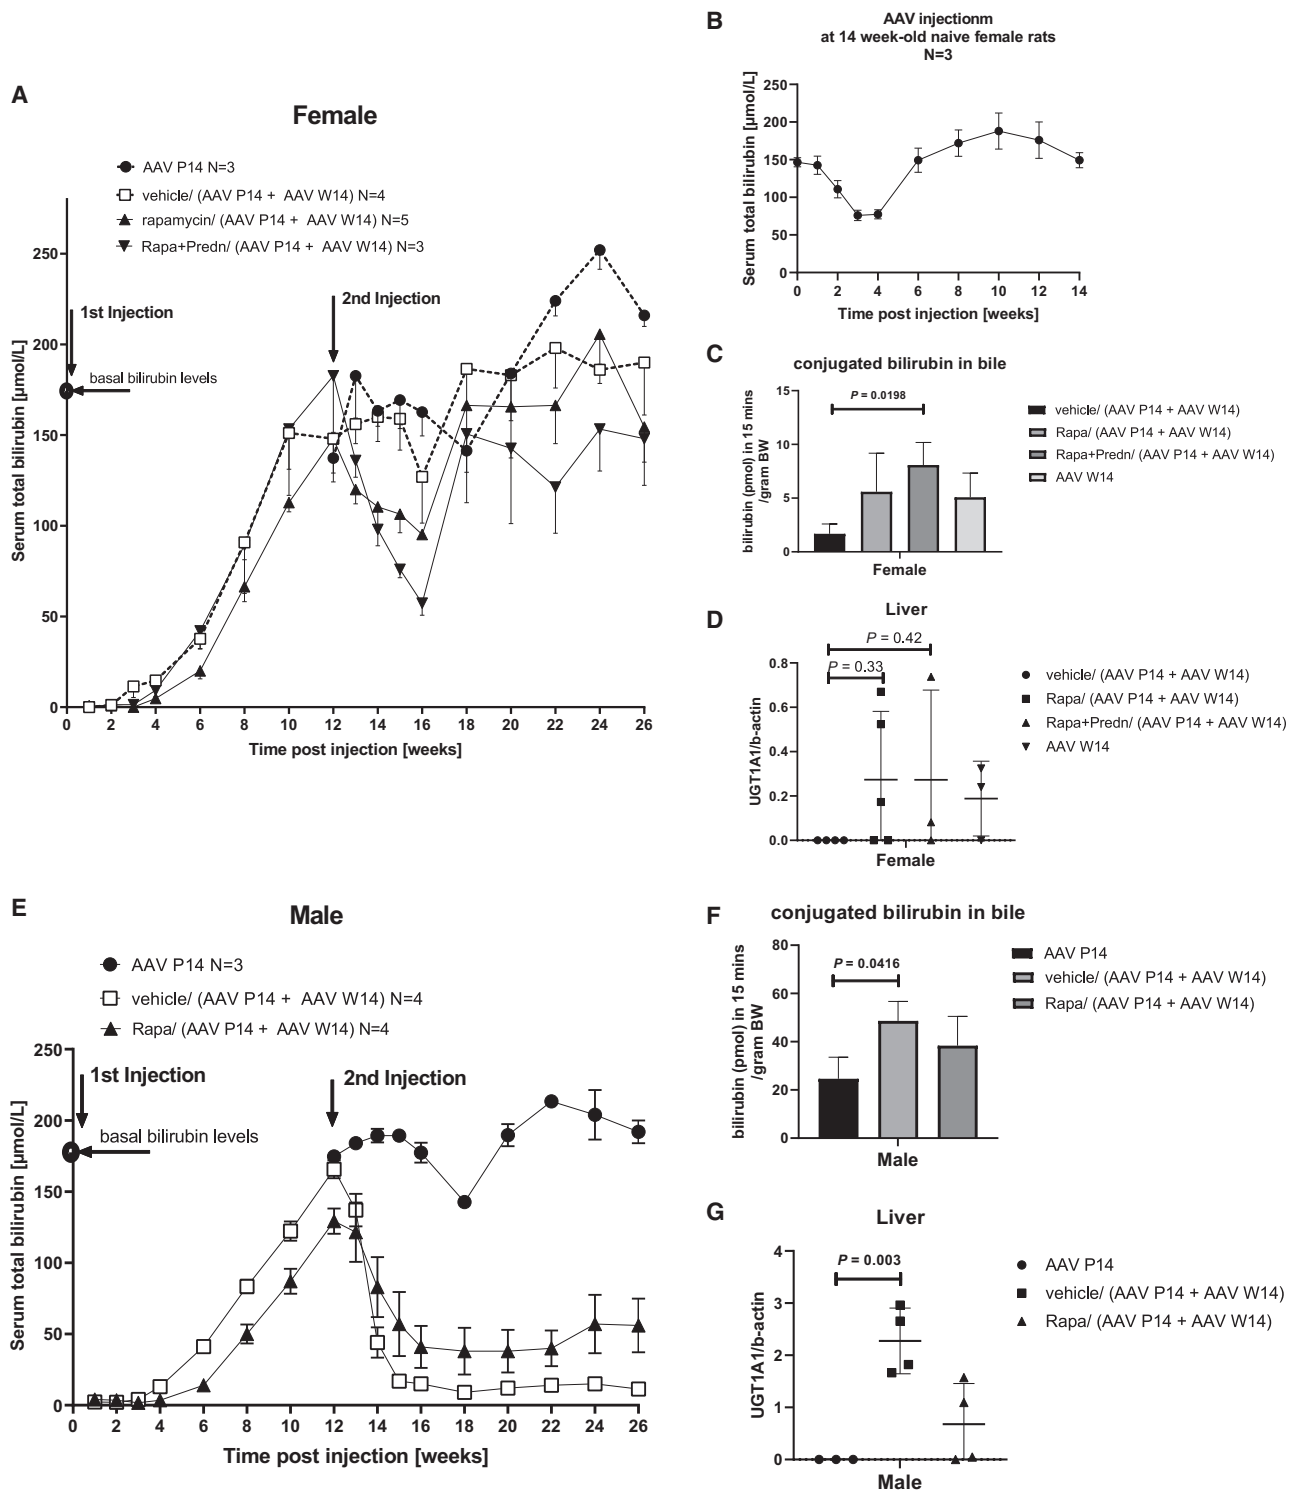 A
Female
AAV P14 N=3
vehicle/ (AAV P14 + AAV W14) N=4
rapamycin/ (AAV P14 + AAV W14) N=5
Rapa+Predn/ (AAV P14 + AAV W14) N=3
1st Injection
2nd Injection
basal bilirubin levels
Serum total bilirubin [µmol/L]
250
200
150
100
50
0
0 2 4 6 8 10 12 14 16 18 20 22 24 26
Time post injection [weeks]
B
AAV injectionm
at 14 week-old naive female rats
N=3
Serum total bilirubin [µmol/L]
250
200
150
100
50
0
0 2 4 6 8 10 12 14
Time post injection [weeks]
C
conjugated bilirubin in bile
bilirubin (pmol) in 15 mins
/gram BW
15
10
5
0
P = 0.0198
Female
vehicle/ (AAV P14 + AAV W14)
Rapa/ (AAV P14 + AAV W14)
Rapa+Predn/ (AAV P14 + AAV W14)
AAV W14
D
Liver
P = 0.42
P = 0.33
UGT1A1/b-actin
0.8
0.6
0.4
0.2
0.0
Female
vehicle/ (AAV P14 + AAV W14)
Rapa/ (AAV P14 + AAV W14)
Rapa+Predn/ (AAV P14 + AAV W14)
AAV W14
E
Male
AAV P14 N=3
vehicle/ (AAV P14 + AAV W14) N=4
Rapa/ (AAV P14 + AAV W14) N=4
1st Injection
2nd Injection
basal bilirubin levels
Serum total bilirubin [µmol/L]
250
200
150
100
50
0
0 2 4 6 8 10 12 14 16 18 20 22 24 26
Time post injection [weeks]
F
conjugated bilirubin in bile
bilirubin (pmol) in 15 mins
/gram BW
80
60
40
20
0
P = 0.0416
Male
AAV P14
vehicle/ (AAV P14 + AAV W14)
Rapa/ (AAV P14 + AAV W14)
G
Liver
P = 0.003
UGT1A1/b-actin
4
3
2
1
0
Male
AAV P14
vehicle/ (AAV P14 + AAV W14)
Rapa/ (AAV P14 + AAV W14)